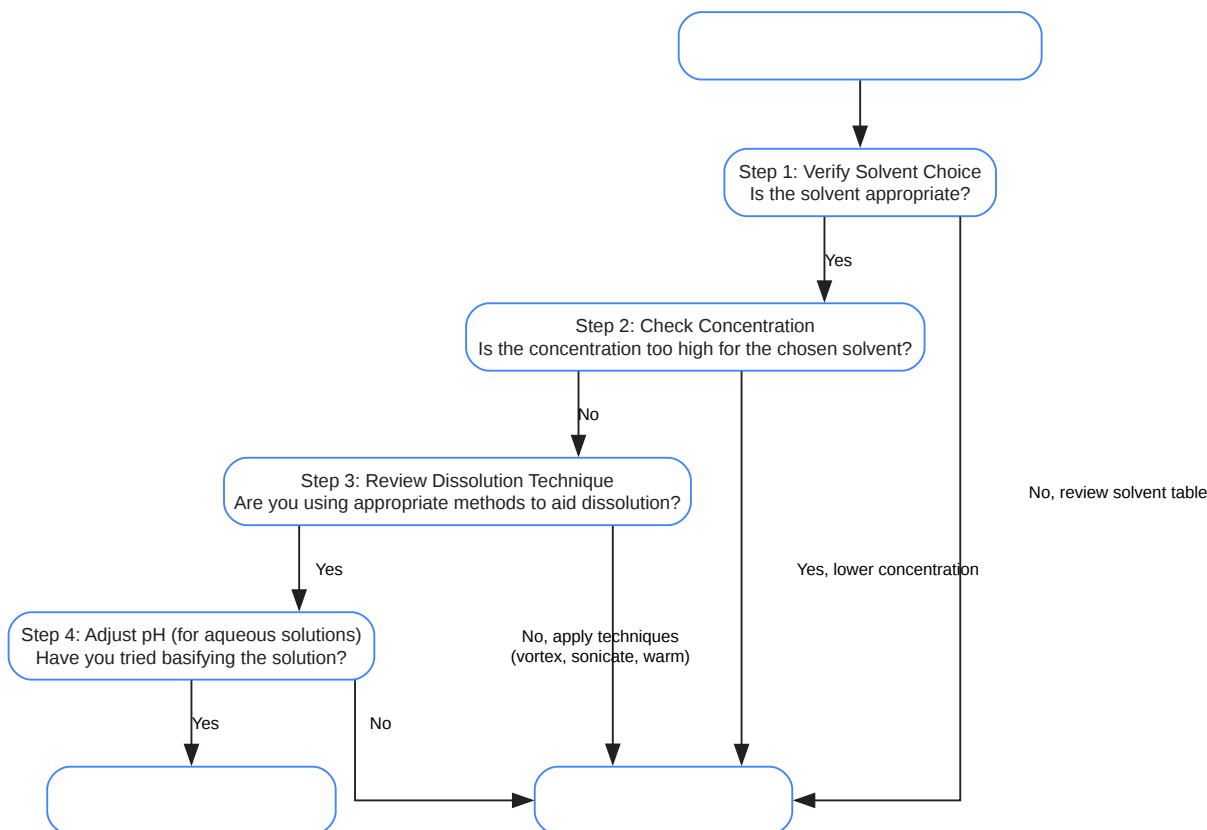 Step 1: Verify Solvent Choice
Is the solvent appropriate?
Yes
Step 2: Check Concentration
Is the concentration too high for the chosen solvent?
No
Step 3: Review Dissolution Technique
Are you using appropriate methods to aid dissolution?
No, review solvent table
Yes
Yes, lower concentration
Step 4: Adjust pH (for aqueous solutions)
Have you tried basifying the solution?
No, apply techniques
(vortex, sonicate, warm)
Yes
No